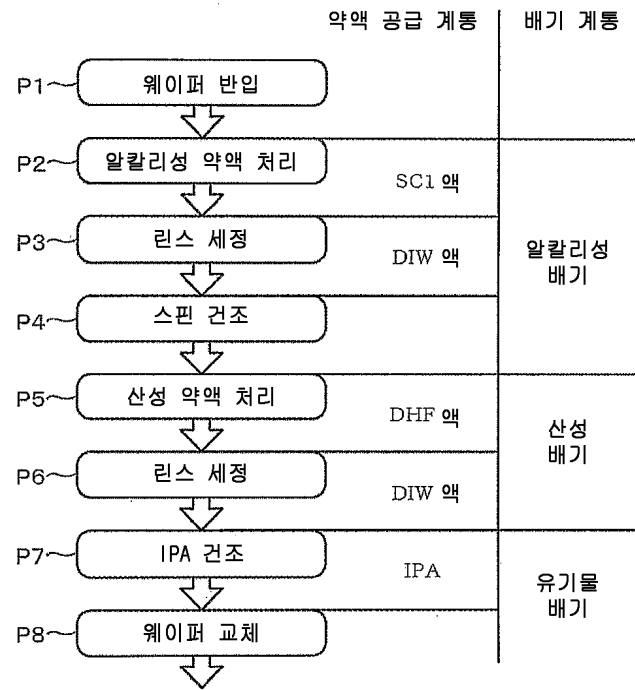 약액 공급 계통 배기 계통
P1 웨이퍼 반입
P2 알칼리성 약액 처리
SC1 액
P3 린스 세정
DIW 액
알칼리성
배기
P4 스핀 건조
P5 산성 약액 처리
DHF 액
산성
배기
P6 린스 세정
DIW 액
P7 IPA 건조
IPA
유기물
배기
P8 웨이퍼 교체